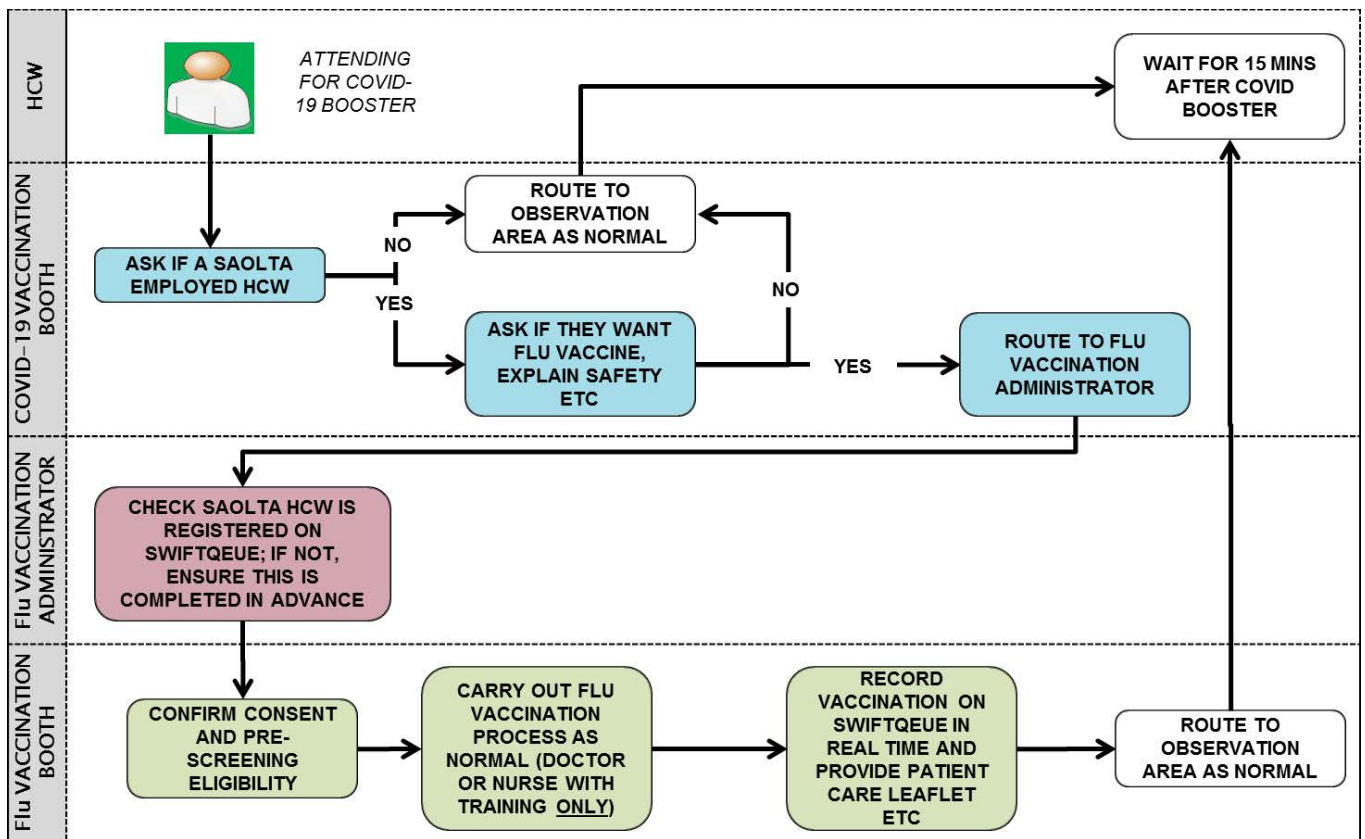 HCW
ATTENDING
FOR COVID-
19 BOOSTER
WAIT FOR 15 MINS
AFTER COVID
BOOSTER
COVID–19 VACCINATION
BOOTH
ASK IF A SAOLTA
EMPLOYED HCW
NO
YES
ROUTE TO
OBSERVATION
AREA AS NORMAL
ASK IF THEY WANT
FLU VACCINE,
EXPLAIN SAFETY
ETC
NO
YES
ROUTE TO FLU
VACCINATION
ADMINISTRATOR
Flu VACCINATION
ADMINISTRATOR
CHECK SAOLTA HCW IS
REGISTERED ON
SWIFTQEUE; IF NOT,
ENSURE THIS IS
COMPLETED IN ADVANCE
Flu VACCINATION
BOOTH
CONFIRM CONSENT
AND PRE-
SCREENING
ELIGIBILITY
CARRY OUT FLU
VACCINATION
PROCESS AS
NORMAL (DOCTOR
OR NURSE WITH
TRAINING ONLY)
RECORD
VACCINATION ON
SWIFTQEUE IN
REAL TIME AND
PROVIDE PATIENT
CARE LEAFLET
ETC
ROUTE TO
OBSERVATION
AREA AS NORMAL